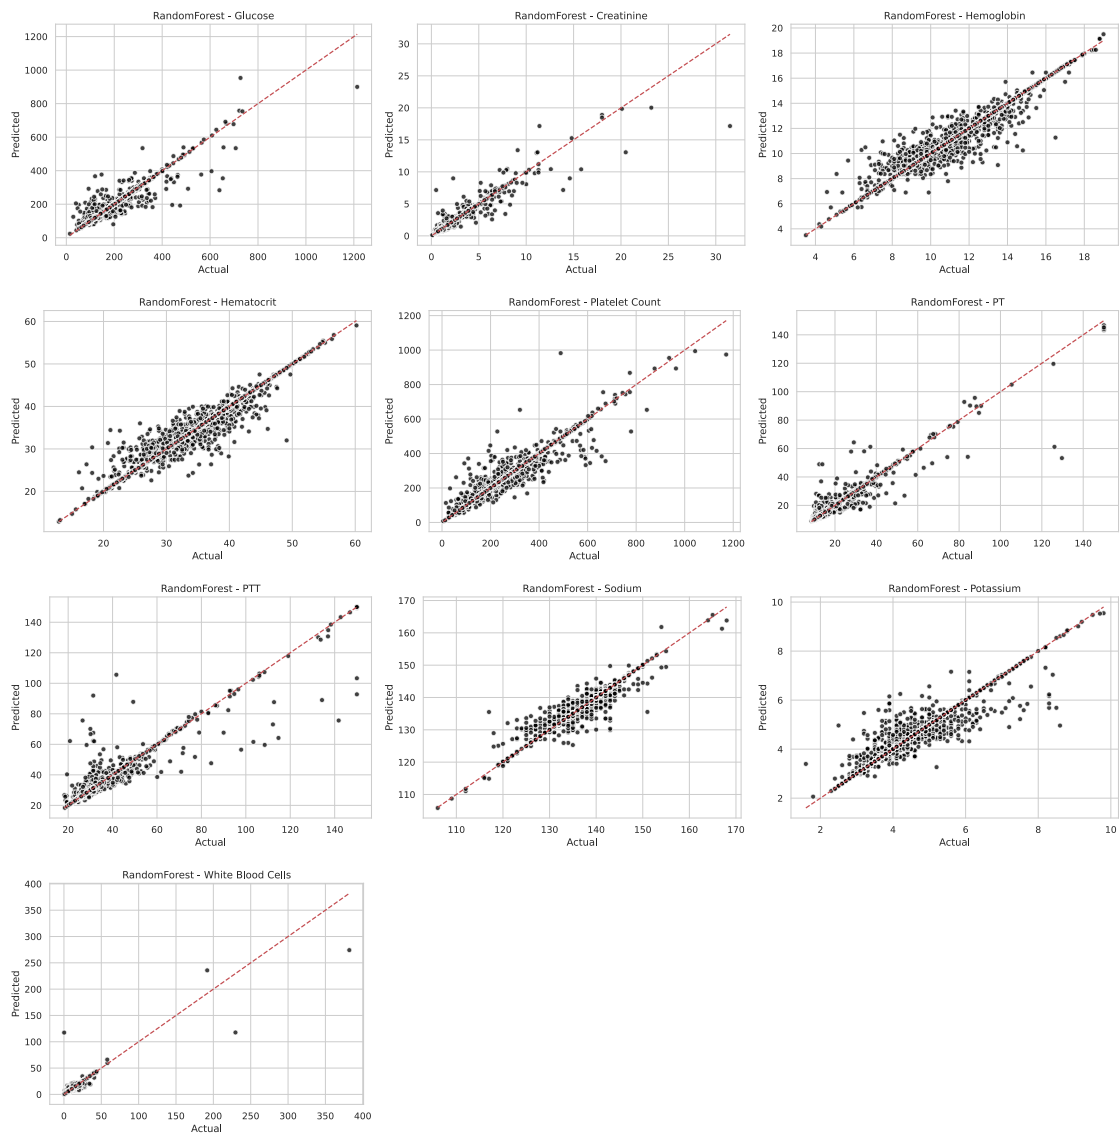 RandomForest - Glucose
1200
1000
800
600
400
200
0
Predicted
0 200 400 600 800 1000 1200
Actual
RandomForest - Creatinine
30
25
20
15
10
5
0
Predicted
0 5 10 15 20 25 30
Actual
RandomForest - Hemoglobin
20
18
16
14
12
10
8
6
4
Predicted
4 6 8 10 12 14 16 18
Actual
RandomForest - Hematocrit
60
50
40
30
20
Predicted
20 30 40 50 60
Actual
RandomForest - Platelet Count
1200
1000
800
600
400
200
0
Predicted
0 200 400 600 800 1000 1200
Actual
RandomForest - PT
140
120
100
80
60
40
20
Predicted
20 40 60 80 100 120 140
Actual
RandomForest - PTT
140
120
100
80
60
40
20
Predicted
20 40 60 80 100 120 140
Actual
RandomForest - Sodium
170
160
150
140
130
120
110
Predicted
110 120 130 140 150 160 170
Actual
RandomForest - Potassium
10
8
6
4
2
Predicted
2 4 6 8 10
Actual
RandomForest - White Blood Cells
400
350
300
250
200
150
100
50
0
Predicted
0 50 100 150 200 250 300 350 400
Actual